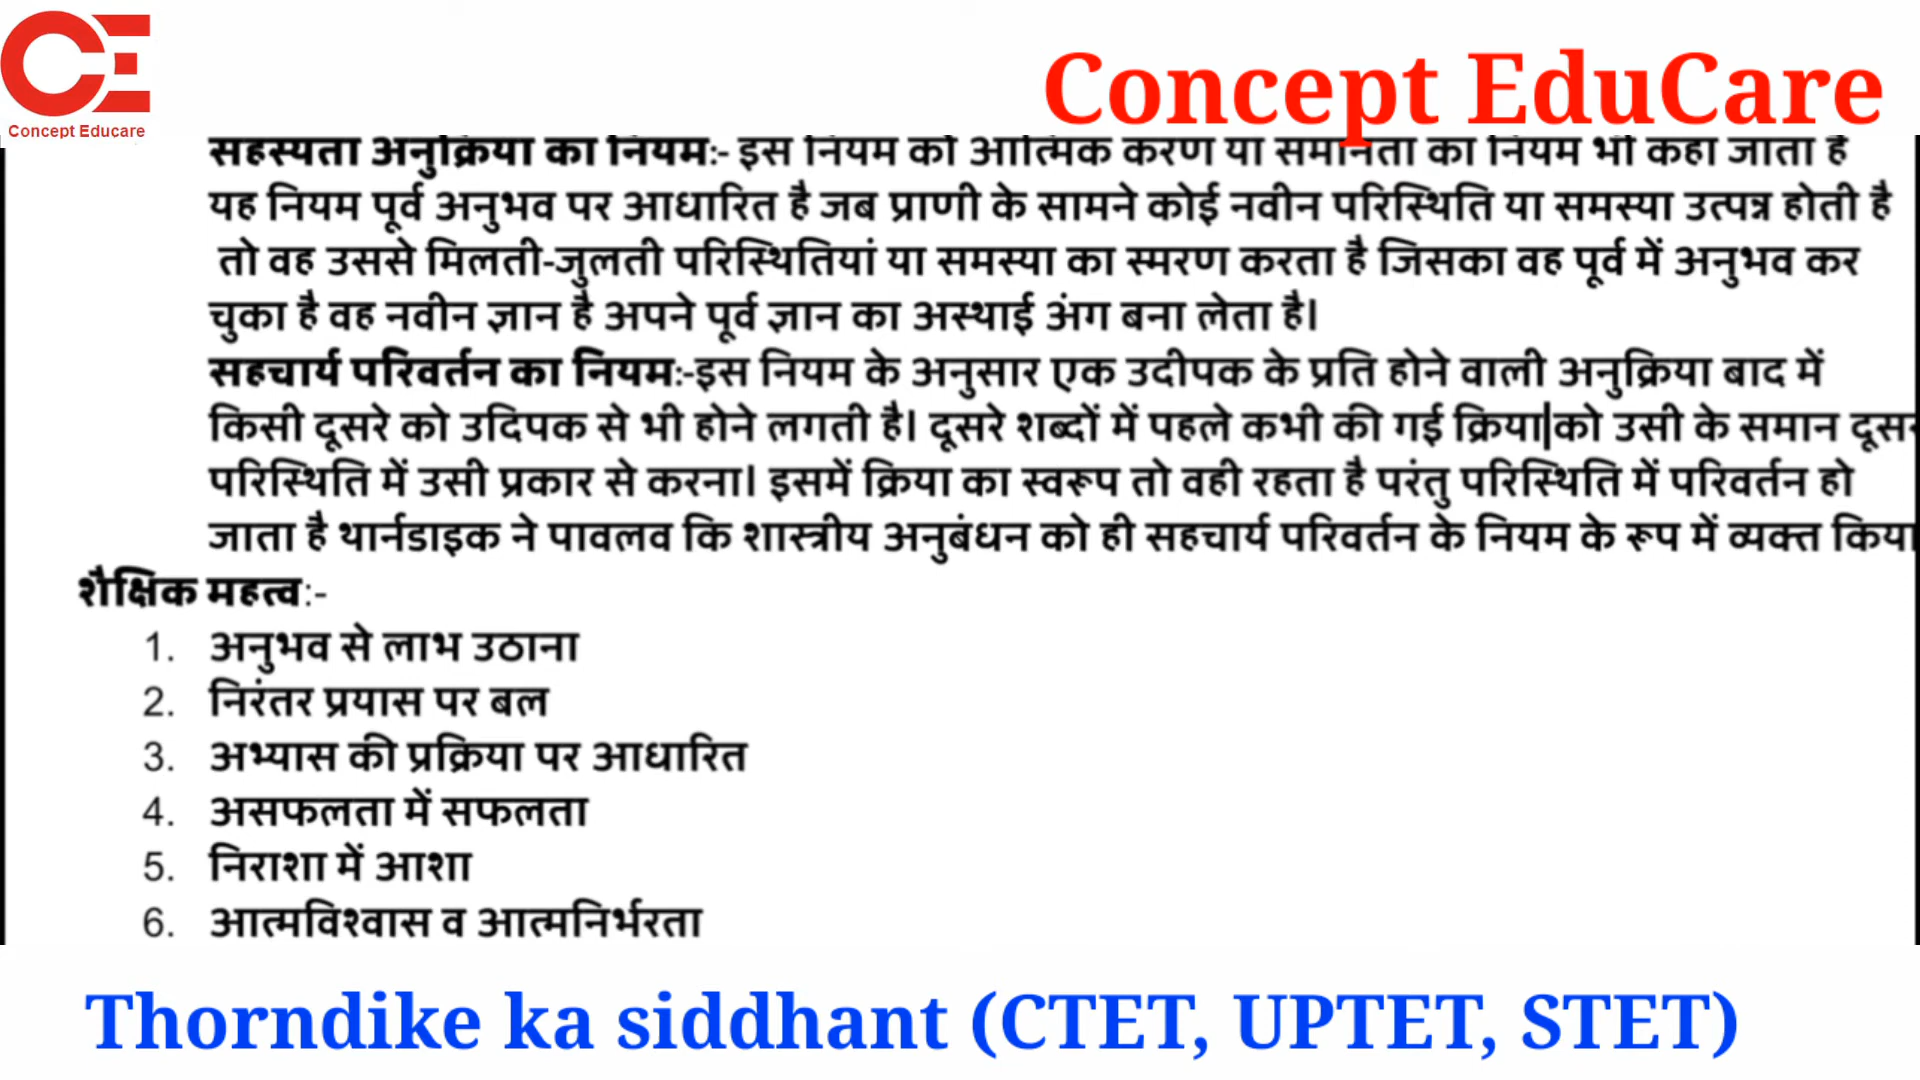 CE
Concept Educare
Concept EduCare
सहस्यता अनुक्रिया का नियम:- इस नियम को आत्मिक करण या समानता का नियम भी कहा जाता है
यह नियम पूर्व अनुभव पर आधारित है जब प्राणी के सामने कोई नवीन परिस्थिति या समस्या उत्पन्न होती है
तो वह उससे मिलती-जुलती परिस्थितियां या समस्या का स्मरण करता है जिसका वह पूर्व में अनुभव कर
चुका है वह नवीन ज्ञान है अपने पूर्व ज्ञान का अस्थाई अंग बना लेता है।
सहचार्य परिवर्तन का नियम:-इस नियम के अनुसार एक उदीपक के प्रति होने वाली अनुक्रिया बाद में
किसी दूसरे को उदिपक से भी होने लगती है। दूसरे शब्दों में पहले कभी की गई क्रिया को उसी के समान
परिस्थिति में उसी प्रकार से करना। इसमें क्रिया का स्वरूप तो वही रहता है परंतु परिस्थिति में परिवर्तन हो
जाता है थार्नडाइक ने पावलव कि शास्त्रीय अनुबंधन को ही सहचार्य परिवर्तन के नियम के रूप में व्यक्त किया
शैक्षिक महत्व:-
1. अनुभव से लाभ उठाना
2. निरंतर प्रयास पर बल
3. अभ्यास की प्रक्रिया पर आधारित
4. असफलता में सफलता
5. निराशा में आशा
6. आत्मविश्वास व आत्मनिर्भरता
Thorndike ka siddhant (CTET, UPTET, STET)